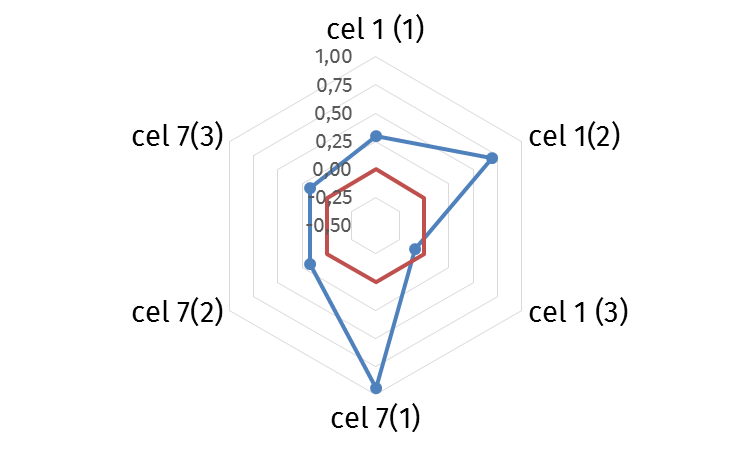 cel 1 (1)
1,00
0,75
0,50
0,25
0,00
-0,25
-0,50
cel 1(2)
cel 1 (3)
cel 7(1)
cel 7(2)
cel 7(3)